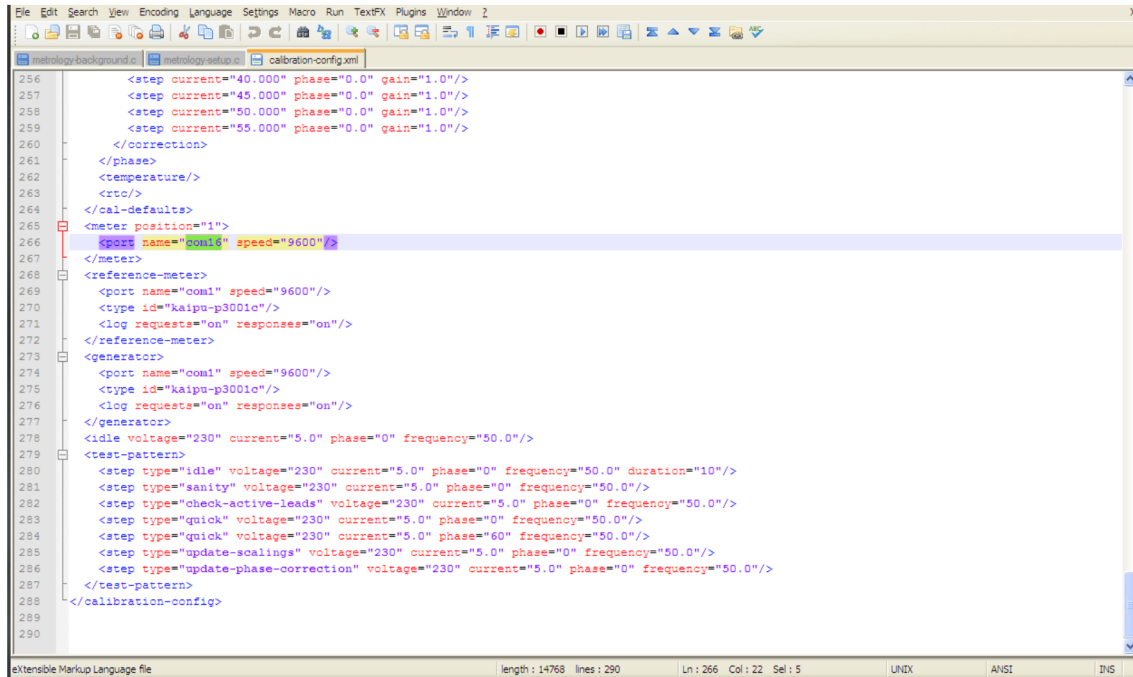 File Edit Search View Encoding Language Settings Macro Run TextFX Plugins Window ?
metrology-background.c metrology-setup.c calibration-config.xml
256 <step current="40.000" phase="0.0" gain="1.0"/>
257 <step current="45.000" phase="0.0" gain="1.0"/>
258 <step current="50.000" phase="0.0" gain="1.0"/>
259 <step current="55.000" phase="0.0" gain="1.0"/>
260 </correction>
261 </phase>
262 <temperature/>
263 <rtc/>
264 </cal-defaults>
265 <meter position="1">
266 <port name="com16" speed="9600"/>
267 </meter>
268 <reference-meter>
269 <port name="com1" speed="9600"/>
270 <type id="kaipu-p3001c"/>
271 <log requests="on" responses="on"/>
272 </reference-meter>
273 <generator>
274 <port name="com1" speed="9600"/>
275 <type id="kaipu-p3001c"/>
276 <log requests="on" responses="on"/>
277 </generator>
278 <idle voltage="230" current="5.0" phase="0" frequency="50.0"/>
279 <test-pattern>
280 <step type="idle" voltage="230" current="5.0" phase="0" frequency="50.0" duration="10"/>
281 <step type="sanity" voltage="230" current="5.0" phase="0" frequency="50.0"/>
282 <step type="check-active-leads" voltage="230" current="5.0" phase="0" frequency="50.0"/>
283 <step type="quick" voltage="230" current="5.0" phase="0" frequency="50.0"/>
284 <step type="quick" voltage="230" current="5.0" phase="60" frequency="50.0"/>
285 <step type="update-scalings" voltage="230" current="5.0" phase="0" frequency="50.0"/>
286 <step type="update-phase-correction" voltage="230" current="5.0" phase="0" frequency="50.0"/>
287 </test-pattern>
288 </calibration-config>
289
290
eXtensible Markup Language file length : 14768 lines : 290 Ln : 266 Col : 22 Sel : 5 UNIX ANSI INS